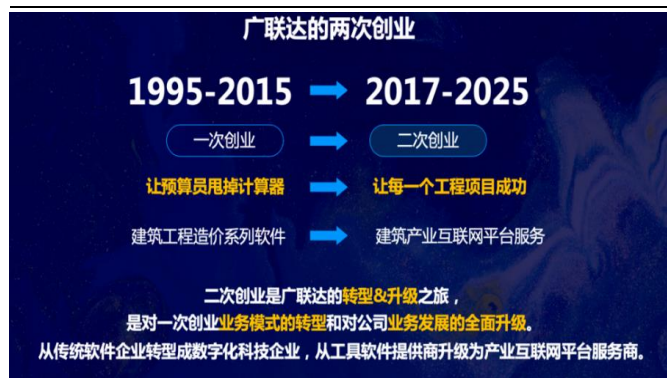 广联达的两次创业
1995-2015 2017-2025
一次创业 二次创业
让预算员甩掉计算器 让每一个工程项目成功
建筑工程造价系列软件 建筑产业互联网平台服务
二次创业是广联达的转型&升级之旅，
是对一次创业业务模式的转型和对公司业务发展的全面升级。
从传统软件企业转型成数字化科技企业，从工具软件提供商升级为产业互联网平台服务商。